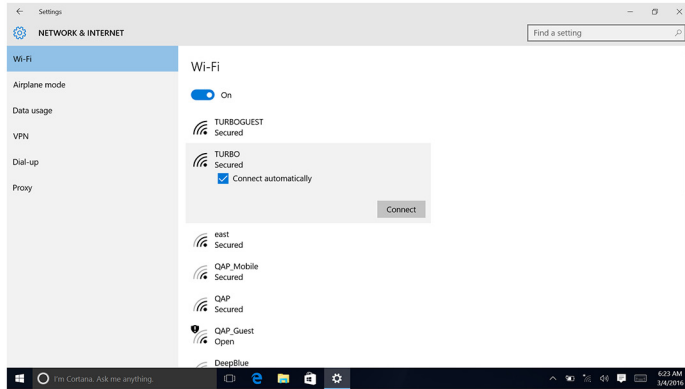 Settings
NETWORK & INTERNET
Find a setting
Wi-Fi
Airplane mode
Data usage
VPN
Dial-up
Proxy
Wi-Fi
On
TURBOGUEST
Secured
TURBO
Secured
Connect automatically
Connect
east
Secured
QAP_Mobile
Secured
QAP
Secured
QAP_Guest
Open
DeepBlue
I'm Cortana. Ask me anything.
6:23 AM
3/4/2016